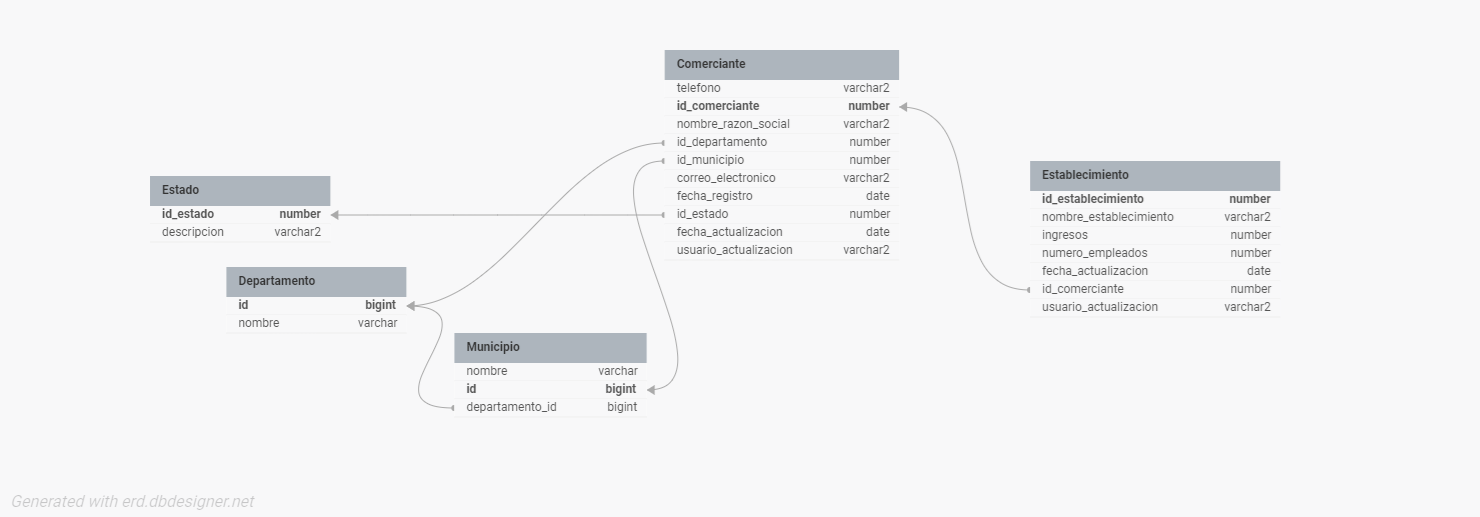 Comerciante
telefono varchar2
id_comerciante number
nombre_razon_social varchar2
id_departamento number
id_municipio number
correo_electronico varchar2
fecha_registro date
id_estado number
fecha_actualizacion date
usuario_actualizacion varchar2
Establecimiento
id_establecimiento number
nombre_establecimiento varchar2
ingresos number
numero_empleados number
fecha_actualizacion date
id_comerciante number
usuario_actualizacion varchar2
Estado
id_estado number
descripcion varchar2
Departamento
id bigint
nombre varchar
Municipio
nombre varchar
id bigint
departamento_id bigint
Generated with erd.dbdesigner.net